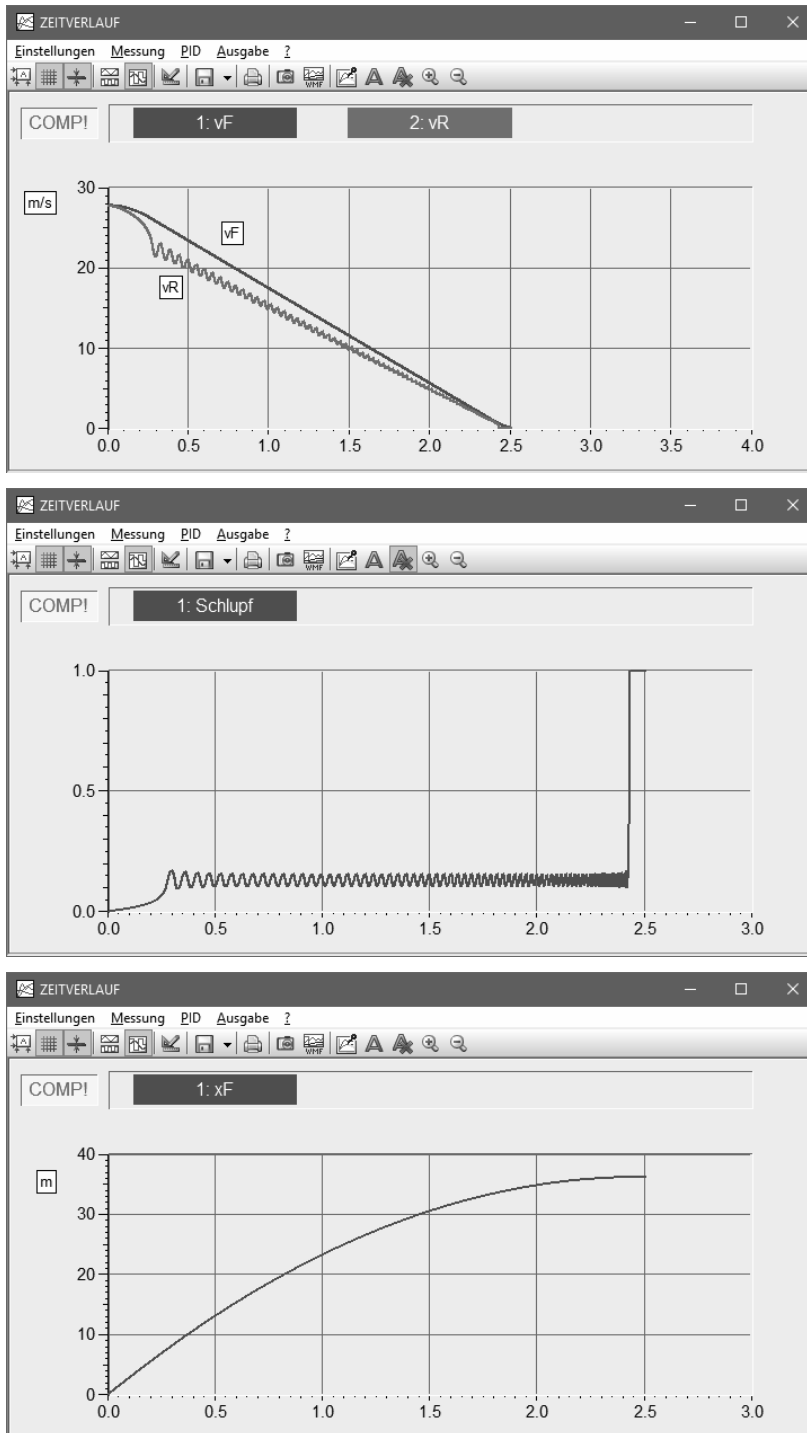 ZEITVERLAUF
Einstellungen Messung PID Ausgabe ?
WMF
COMP! 1: vF 2: vR
30
m/s
vF
20
vR
10
0
0.0 0.5 1.0 1.5 2.0 2.5 3.0 3.5 4.0
ZEITVERLAUF
Einstellungen Messung PID Ausgabe ?
WMF
COMP! 1: Schlupf
1.0
0.5
0.0
0.0 0.5 1.0 1.5 2.0 2.5 3.0
ZEITVERLAUF
Einstellungen Messung PID Ausgabe ?
WMF
COMP! 1: xF
40
m
30
20
10
0
0.0 0.5 1.0 1.5 2.0 2.5 3.0